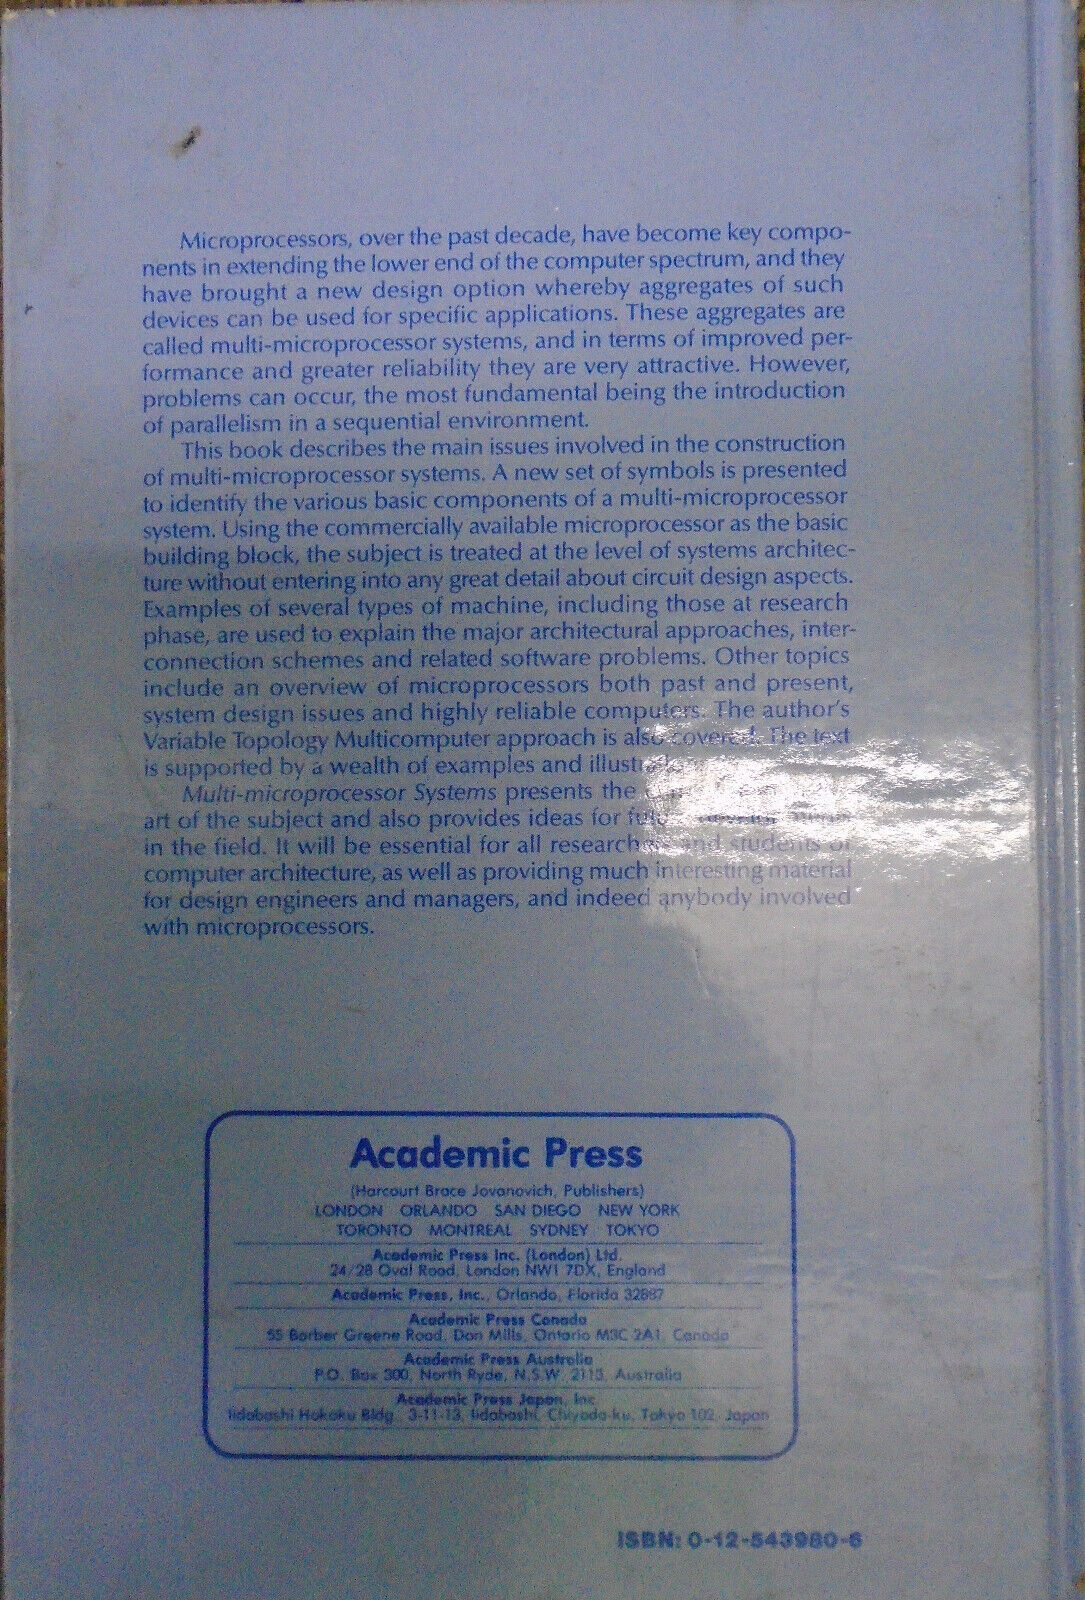 Microprocessors, over the past decade, have become key compo-
nents in extending the lower end of the computer spectrum, and they
have brought a new design option whereby aggregates of such
devices can be used for specific applications. These aggregates are
called multi-microprocessor systems, and in terms of improved per-
formance and greater reliability they are very attractive. However,
problems can occur, the most fundamental being the introduction
of parallelism in a sequential environment.
This book describes the main issues involved in the construction
of multi-microprocessor systems. A new set of symbols is presented
to identify the various basic components of a multi-microprocessor
system. Using the commercially available microprocessor as the basic
building block, the subject is treated at the level of systems architec-
ture without entering into any great detail about circuit design aspects.
Examples of several types of machine, including those at research
phase, are used to explain the major architectural approaches, inter-
connection schemes and related software problems. Other topics
include an overview of microprocessors both past and present,
system design issues and highly reliable computers. The author's
Variable Topology Multicomputer approach is also covered. The text
is supported by a wealth of examples and
Multi-microprocessor Systems presents the
art of the subject and also provides ideas for
in the field. It will be essential for all researchers and students of
computer architecture, as well as providing much interesting material
for design engineers and managers, and indeed anybody involved
with microprocessors.
Academic Press
(Harcourt Brace Jovanovich, Publishers)
LONDON ORLANDO SAN DIEGO NEW YORK
TORONTO MONTREAL SYDNEY TOKYO
Academic Press Inc. (London) Ltd.
24/28 Oval Road, London NW1 7DX, England
Academic Press, Inc., Orlando, Florida 32887
Academic Press Canada
55 Barber Greene Road, Don Mills, Ontario M3C 2A1, Canada
Academic Press Australia
P.O. Box 300, North Ryde, N.S.W. 2113, Australia
Academic Press Japan, Inc.
Iidabashi Hokoku Bldg., 3-11-13, Iidabashi, Chiyoda-ku, Tokyo 102, Japan
ISBN: 0-12-543980-6